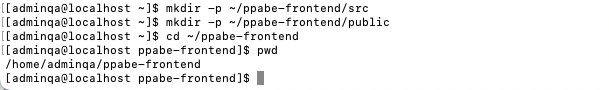 [[adminqa@localhost ~]$ mkdir -p ~/ppabe-frontend/src
[[adminqa@localhost ~]$ mkdir -p ~/ppabe-frontend/public
[[adminqa@localhost ~]$ cd ~/ppabe-frontend
[[adminqa@localhost ppabe-frontend]$ pwd
/home/adminqa/ppabe-frontend
[adminqa@localhost ppabe-frontend]$